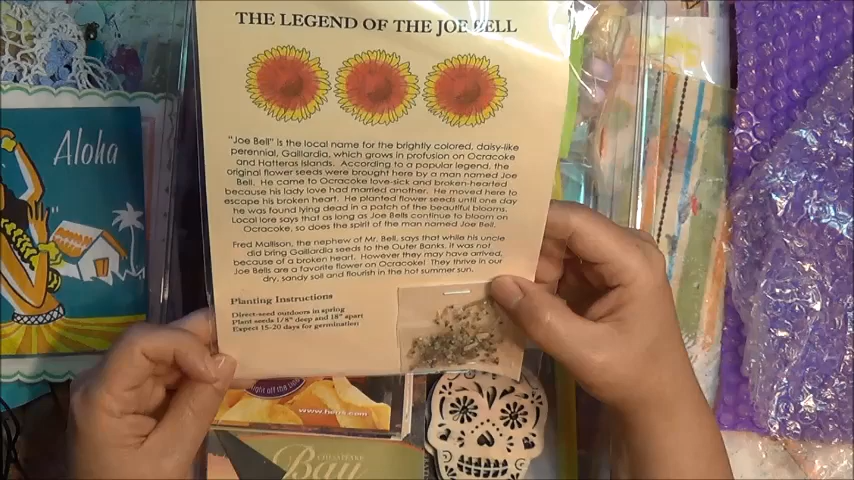 THE LEGEND OF THE JOE BELL
"Joe Bell" is the local name for the brightly colored, daisy-like
perennial, Gaillardia, which grows in profusion on Ocracoke
and Hatteras Islands. According to a popular legend, the
original flower seeds were brought here by a man named Joe
Bell. He came to Ocracoke love-sick and broken-hearted
because his lady love had married another. He moved here to
escape his broken heart. He planted flower seeds until one day
he was found lying dead in a patch of the beautiful blooms.
Local lore says that as long as Joe Bells continue to bloom on
Ocracoke, so does the spirit of the man named Joe Bell.
Fred Mallison, the nephew of Mr. Bell, says that while his uncle
did bring Gaillardia seeds to the Outer Banks, it was not
because of a broken heart. However they may have arrived,
Joe Bells are a favorite flower on Ocracoke! They thrive in our
dry, sandy soil and flourish in the hot summer sun.
Planting Instructions
Direct-seed outdoors in spring
Plant seeds 1/8" deep and 18" apart
Expect 15-20 days for germination
Aloha
Bay